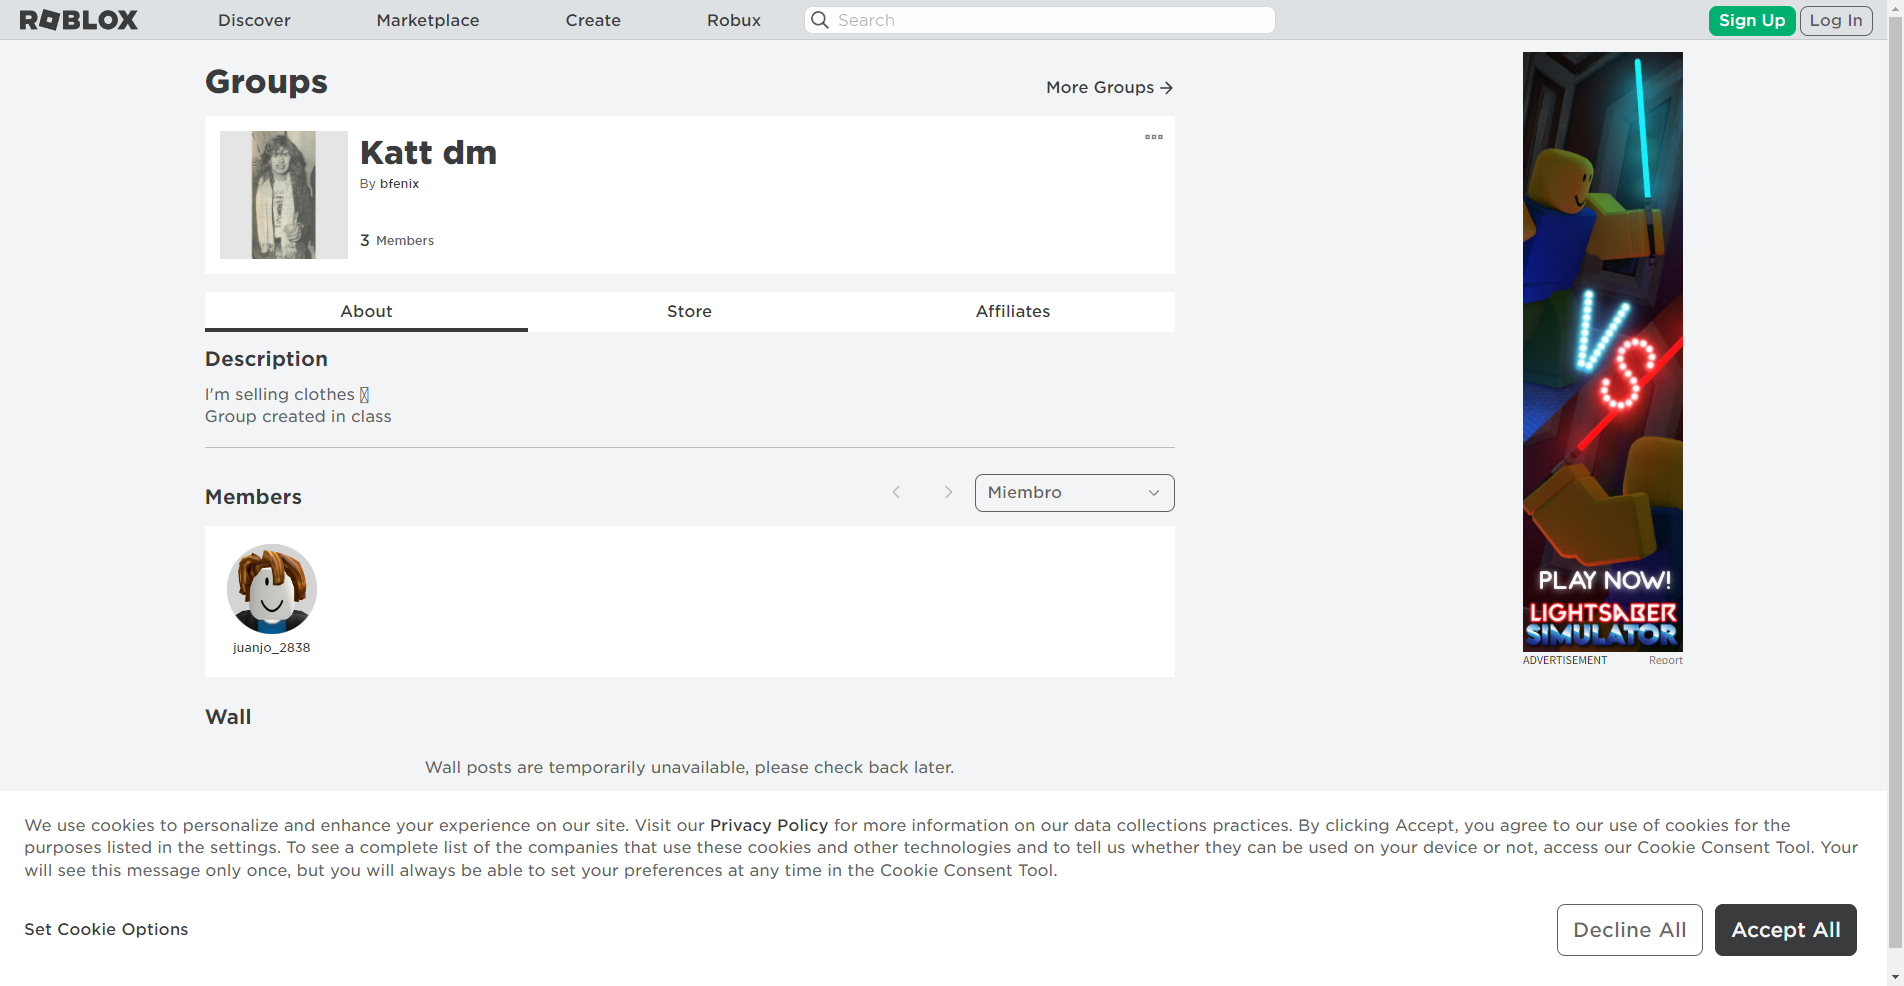 ROBLOX
Discover
Marketplace
Create
Robux
Search
Sign Up
Log In
Groups
More Groups
Katt dm
By bfenix
3 Members
About
Store
Affiliates
Description
I'm selling clothes
Group created in class
Members
Miembro
juanjo_2838
Wall
Wall posts are temporarily unavailable, please check back later.
VS
PLAY NOW!
LIGHTSABER
SIMULATOR
ADVERTISEMENT
Report
We use cookies to personalize and enhance your experience on our site. Visit our Privacy Policy for more information on our data collections practices. By clicking Accept, you agree to our use of cookies for the
purposes listed in the settings. To see a complete list of the companies that use these cookies and other technologies and to tell us whether they can be used on your device or not, access our Cookie Consent Tool. Your
will see this message only once, but you will always be able to set your preferences at any time in the Cookie Consent Tool.
Set Cookie Options
Decline All
Accept All